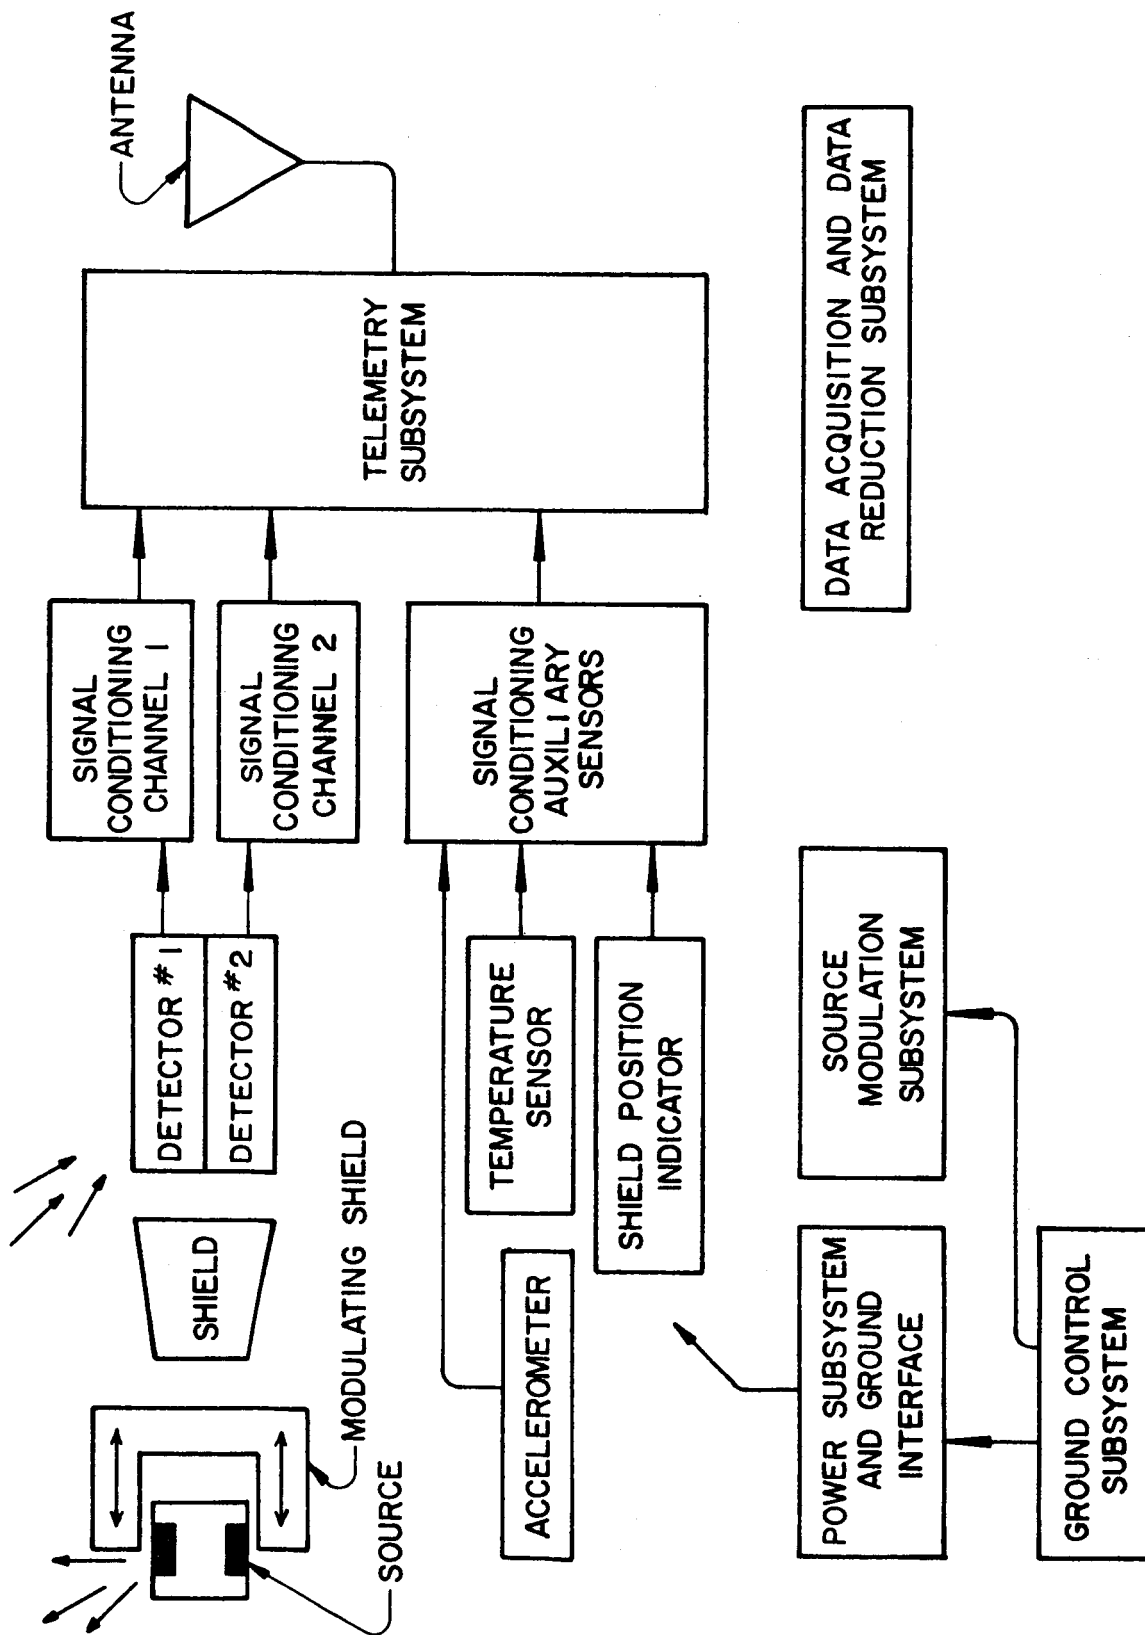 ANTENNA
SIGNAL
CONDITIONING
CHANNEL 1
SIGNAL
CONDITIONING
CHANNEL 2
TELEMETRY
SUBSYSTEM
DETECTOR #1
DETECTOR #2
SHIELD
MODULATING SHIELD
SOURCE
SIGNAL
CONDITIONING
AUXILIARY
SENSORS
ACCELEROMETER
TEMPERATURE
SENSOR
SHIELD POSITION
INDICATOR
POWER SUBSYSTEM
AND GROUND
INTERFACE
SOURCE
MODULATION
SUBSYSTEM
DATA ACQUISITION AND DATA
REDUCTION SUBSYSTEM
GROUND CONTROL
SUBSYSTEM